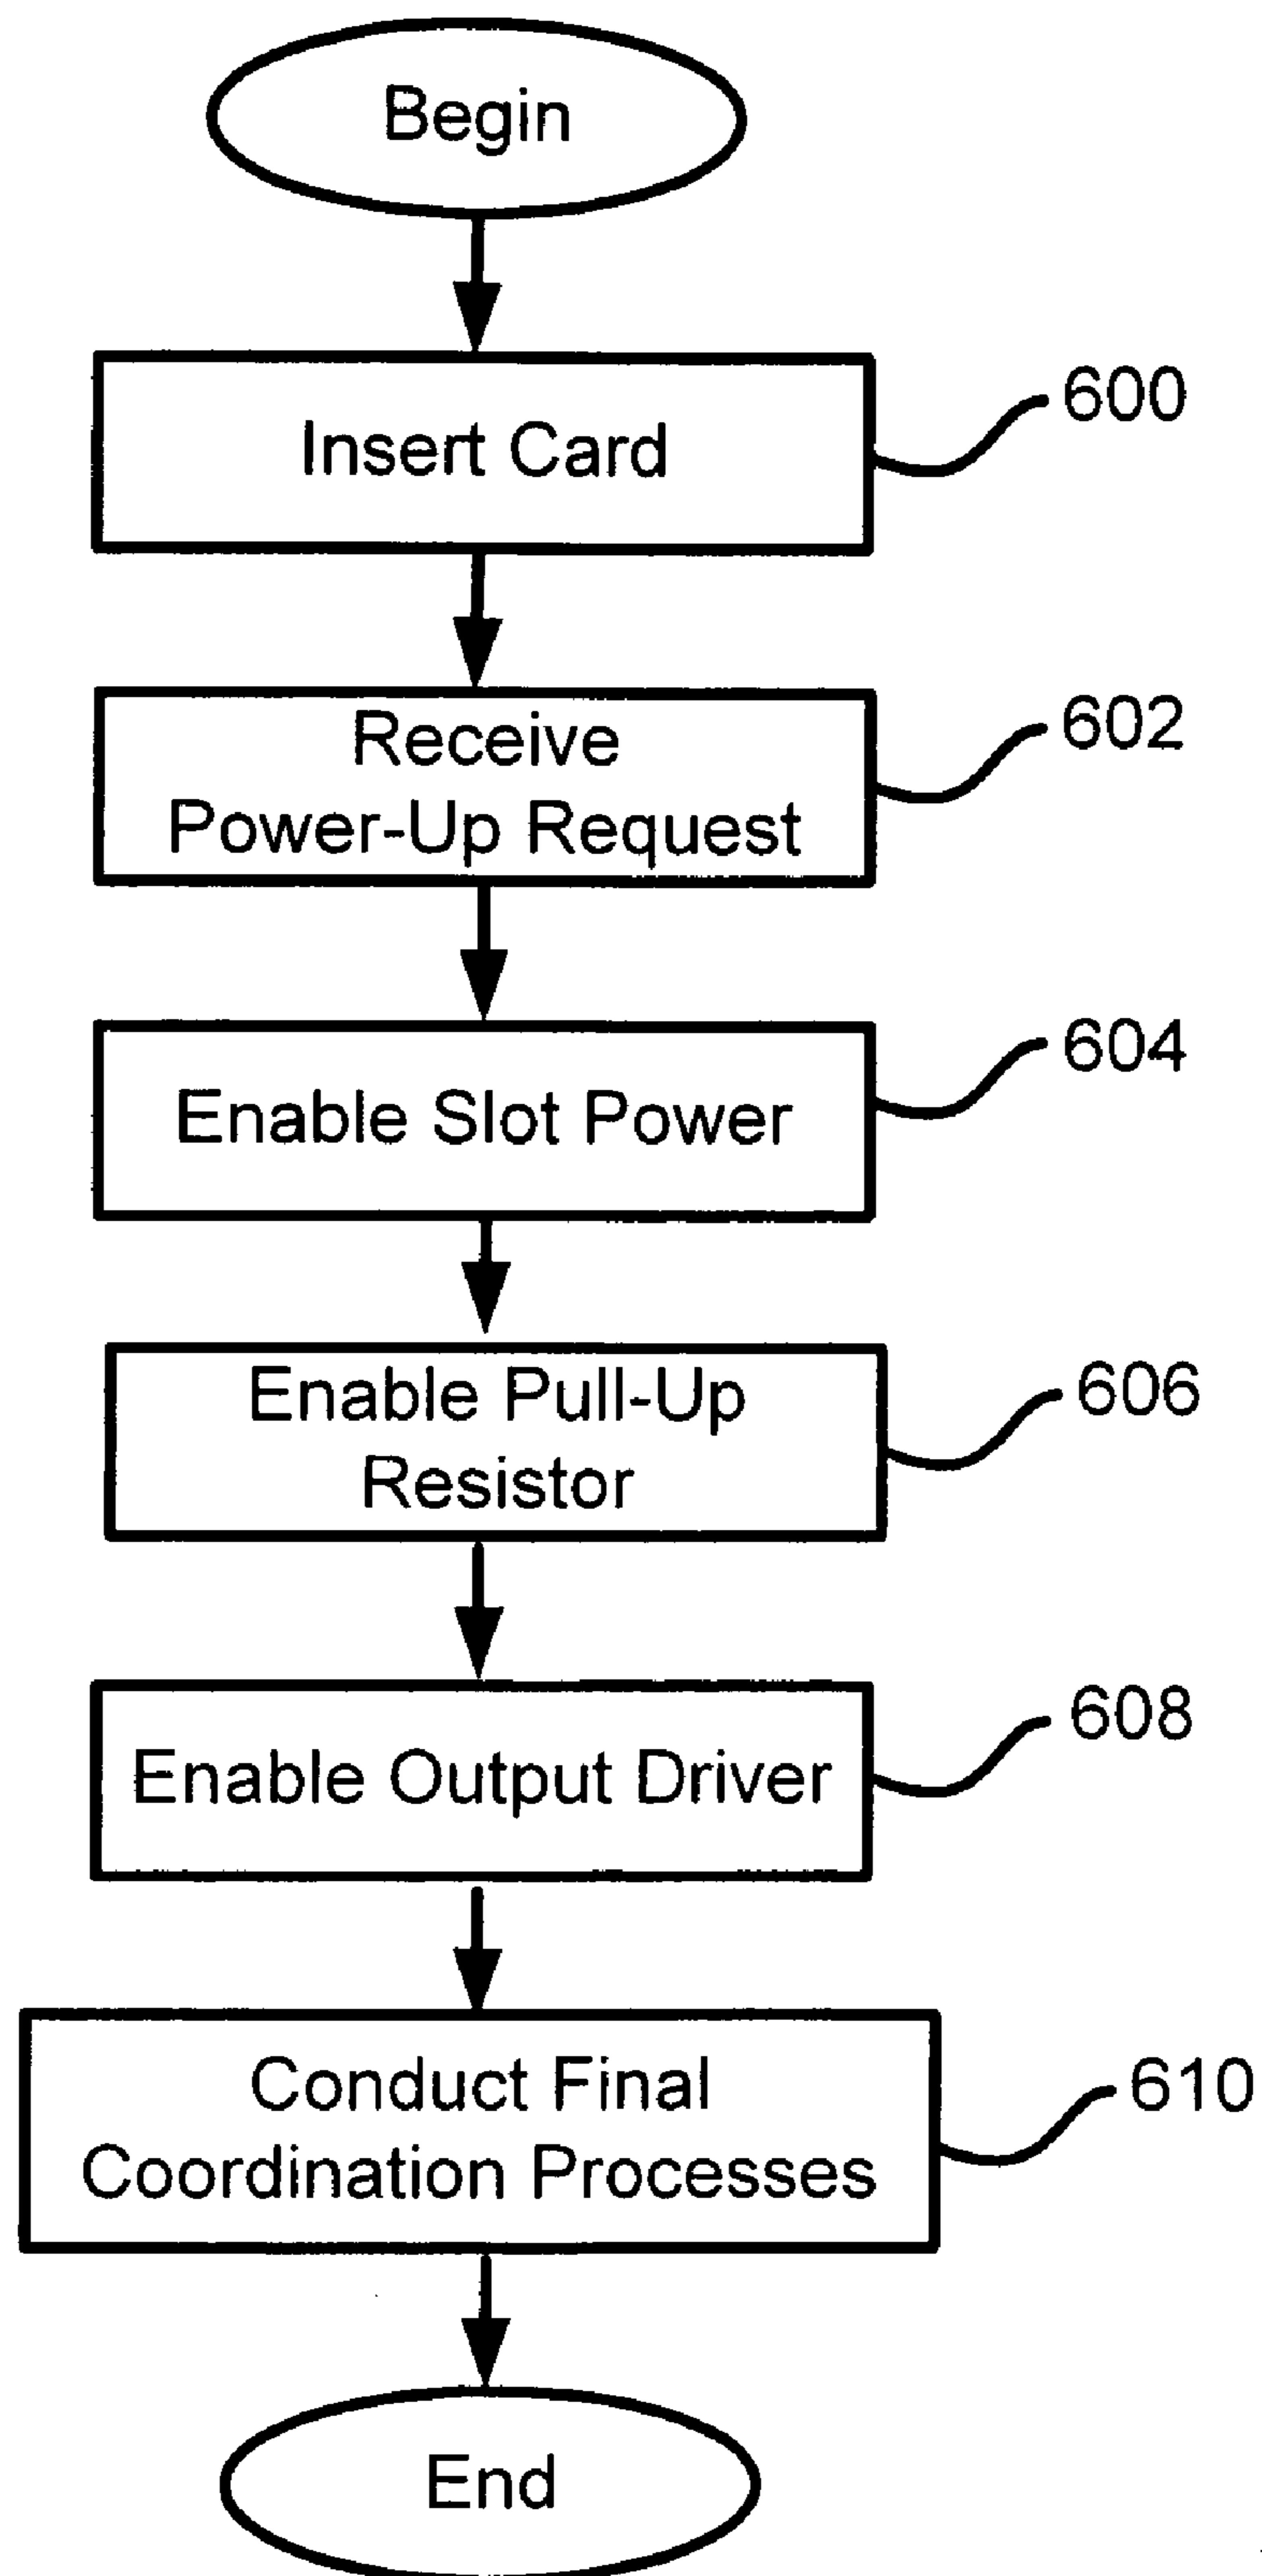 Begin
Insert Card
600
Receive
Power-Up Request
602
Enable Slot Power
604
Enable Pull-Up
Resistor
606
Enable Output Driver
608
Conduct Final
Coordination Processes
610
End